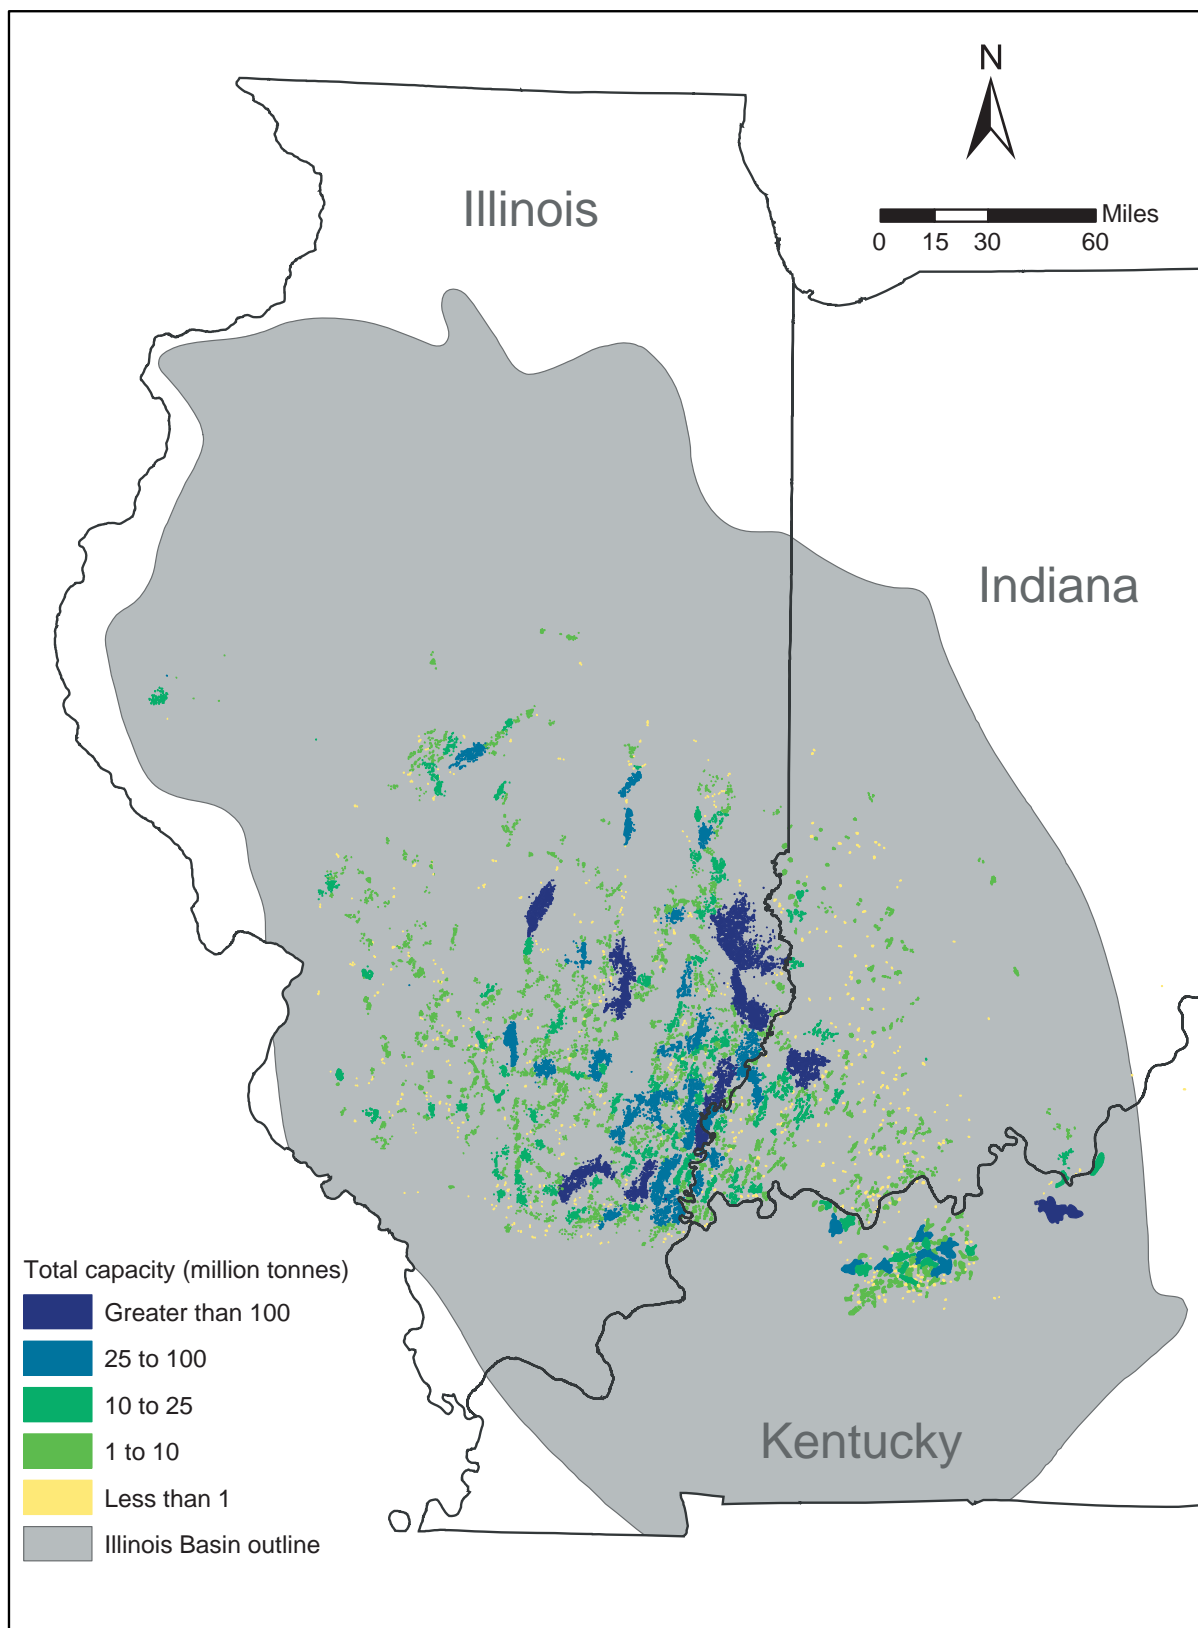 N
Illinois
Miles
0 15 30 60
Indiana
Total capacity (million tonnes)
Greater than 100
25 to 100
10 to 25
1 to 10
Less than 1
Illinois Basin outline
Kentucky